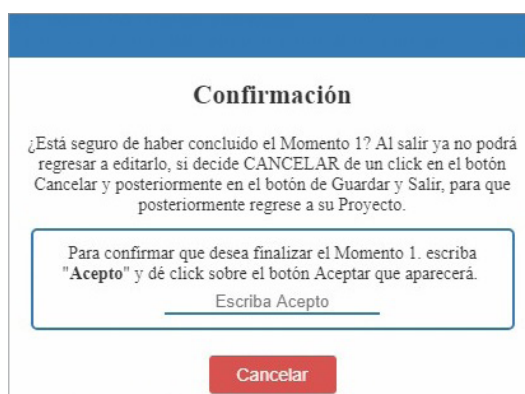 Confirmación
¿Está seguro de haber concluido el Momento 1? Al salir ya no podrá
regresar a editarlo, si decide CANCELAR de un click en el botón
Cancelar y posteriormente en el botón de Guardar y Salir, para que
posteriormente regrese a su Proyecto.
Para confirmar que desea finalizar el Momento 1. escriba
"Acepto" y dé click sobre el botón Aceptar que aparecerá.
Escriba Acepto
Cancelar